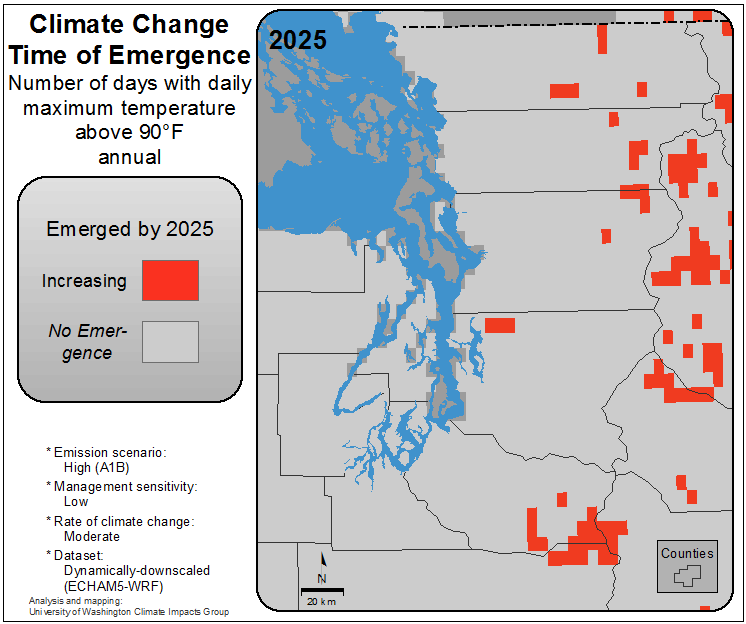 Climate Change
Time of Emergence
Number of days with daily
maximum temperature
above 90°F
annual
Emerged by 2025
Increasing
No Emer-
gence
* Emission scenario:
High (A1B)
* Management sensitivity:
Low
* Rate of climate change:
Moderate
* Dataset:
Dynamically-downscaled
(ECHAM5-WRF)
Analysis and mapping:
University of Washington Climate Impacts Group
2025
N
20 km
Counties